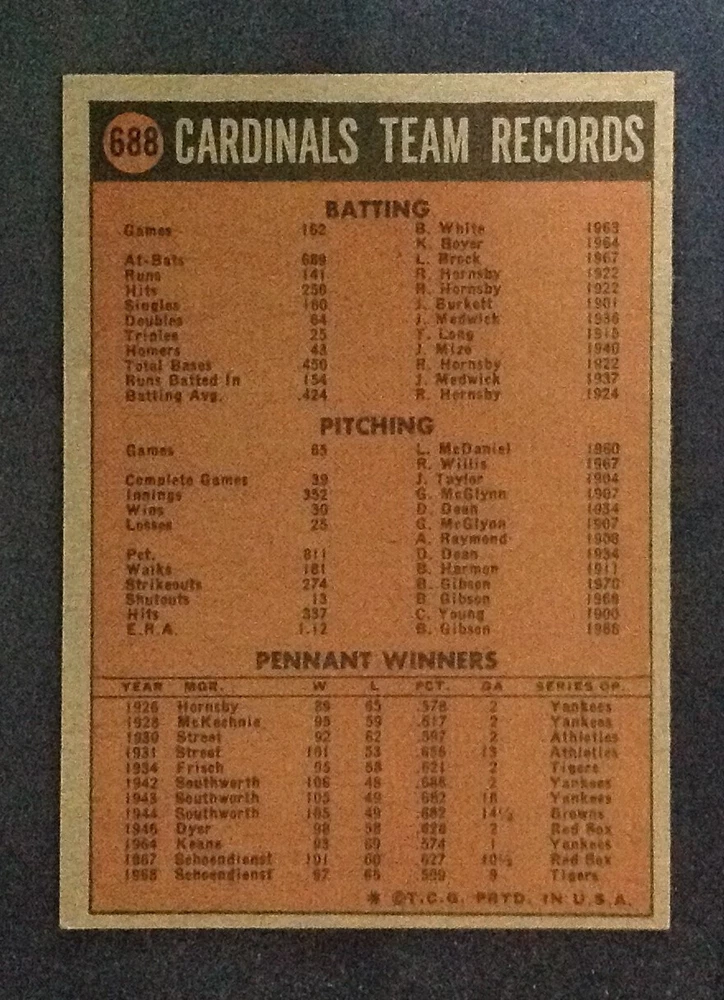 688 CARDINALS TEAM RECORDS
BATTING
Games 162 B. White 1963
K. Boyer 1964
At-Bats 689 L. Brock 1967
Runs 141 R. Hornsby 1922
Hits 250 R. Hornsby 1922
Singles 160 J. Burkett 1901
Doubles 64 J. Medwick 1936
Triples 25 T. Long 1915
Homers 43 J. Mize 1940
Total Bases 450 R. Hornsby 1922
Runs Batted In 154 J. Medwick 1937
Batting Avg. .424 R. Hornsby 1924
PITCHING
Games 65 L. McDaniel 1960
R. Willis 1967
Complete Games 39 J. Taylor 1904
Innings 352 G. McGlynn 1907
Wins 30 D. Dean 1934
Losses 25 G. McGlynn 1907
A. Raymond 1908
Pct. .811 D. Dean 1934
Walks 181 B. Harmon 1911
Strikeouts 274 B. Gibson 1970
Shutouts 13 B. Gibson 1968
Hits 337 C. Young 1900
E.R.A. 1.12 B. Gibson 1968
PENNANT WINNERS
YEAR MGR. W L PCT. GA SERIES OP.
1926 Hornsby 89 65 .578 2 Yankees
1928 McKechnie 95 59 .617 2 Yankees
1930 Street 92 62 .597 2 Athletics
1931 Street 101 53 .656 13 Athletics
1934 Frisch 95 58 .621 2 Tigers
1942 Southworth 106 48 .688 2 Yankees
1943 Southworth 105 49 .682 18 Yankees
1944 Southworth 105 49 .682 14½ Browns
1946 Dyer 98 58 .628 2 Red Sox
1964 Keane 93 69 .574 1 Yankees
1967 Schoendienst 101 60 .627 10½ Red Sox
1968 Schoendienst 97 65 .599 9 Tigers
* ©T.C.G. PRTD. IN U.S.A.